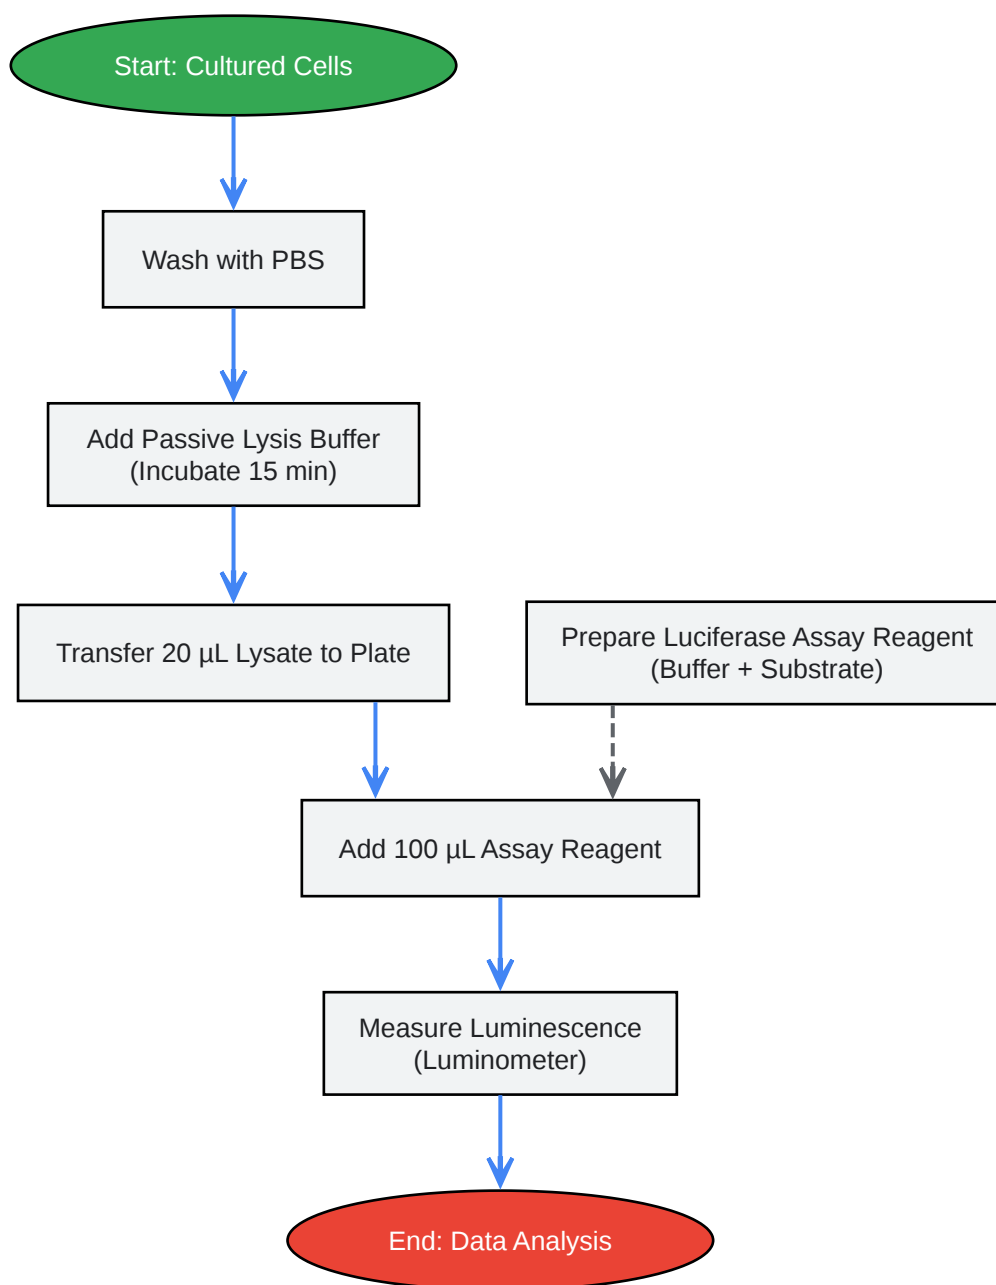 Start: Cultured Cells
Wash with PBS
Add Passive Lysis Buffer
(Incubate 15 min)
Transfer 20 µL Lysate to Plate
Prepare Luciferase Assay Reagent
(Buffer + Substrate)
Add 100 µL Assay Reagent
Measure Luminescence
(Luminometer)
End: Data Analysis